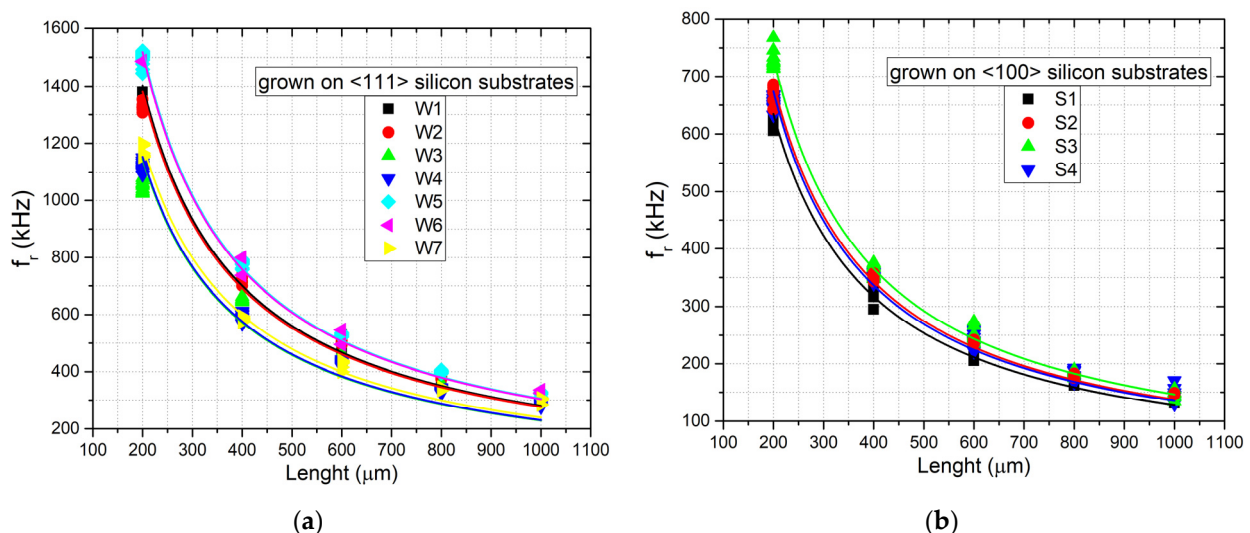 1600
1400
1200
1000
800
600
400
200
f_r (kHz)
100 200 300 400 500 600 700 800 900 1000 1100
Lenght (μm)
grown on <111> silicon substrates
W1
W2
W3
W4
W5
W6
W7
(a)
800
700
600
500
400
300
200
100
f_r (kHz)
100 200 300 400 500 600 700 800 900 1000 1100
Lenght (μm)
grown on <100> silicon substrates
S1
S2
S3
S4
(b)